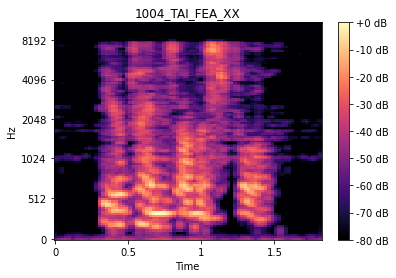 1004_TAI_FEA_XX
+0 dB
8192
-10 dB
4096
-20 dB
-30 dB
2048
Hz
-40 dB
1024
-50 dB
512
-60 dB
-70 dB
0
-80 dB
0
0.5
1
1.5
Time